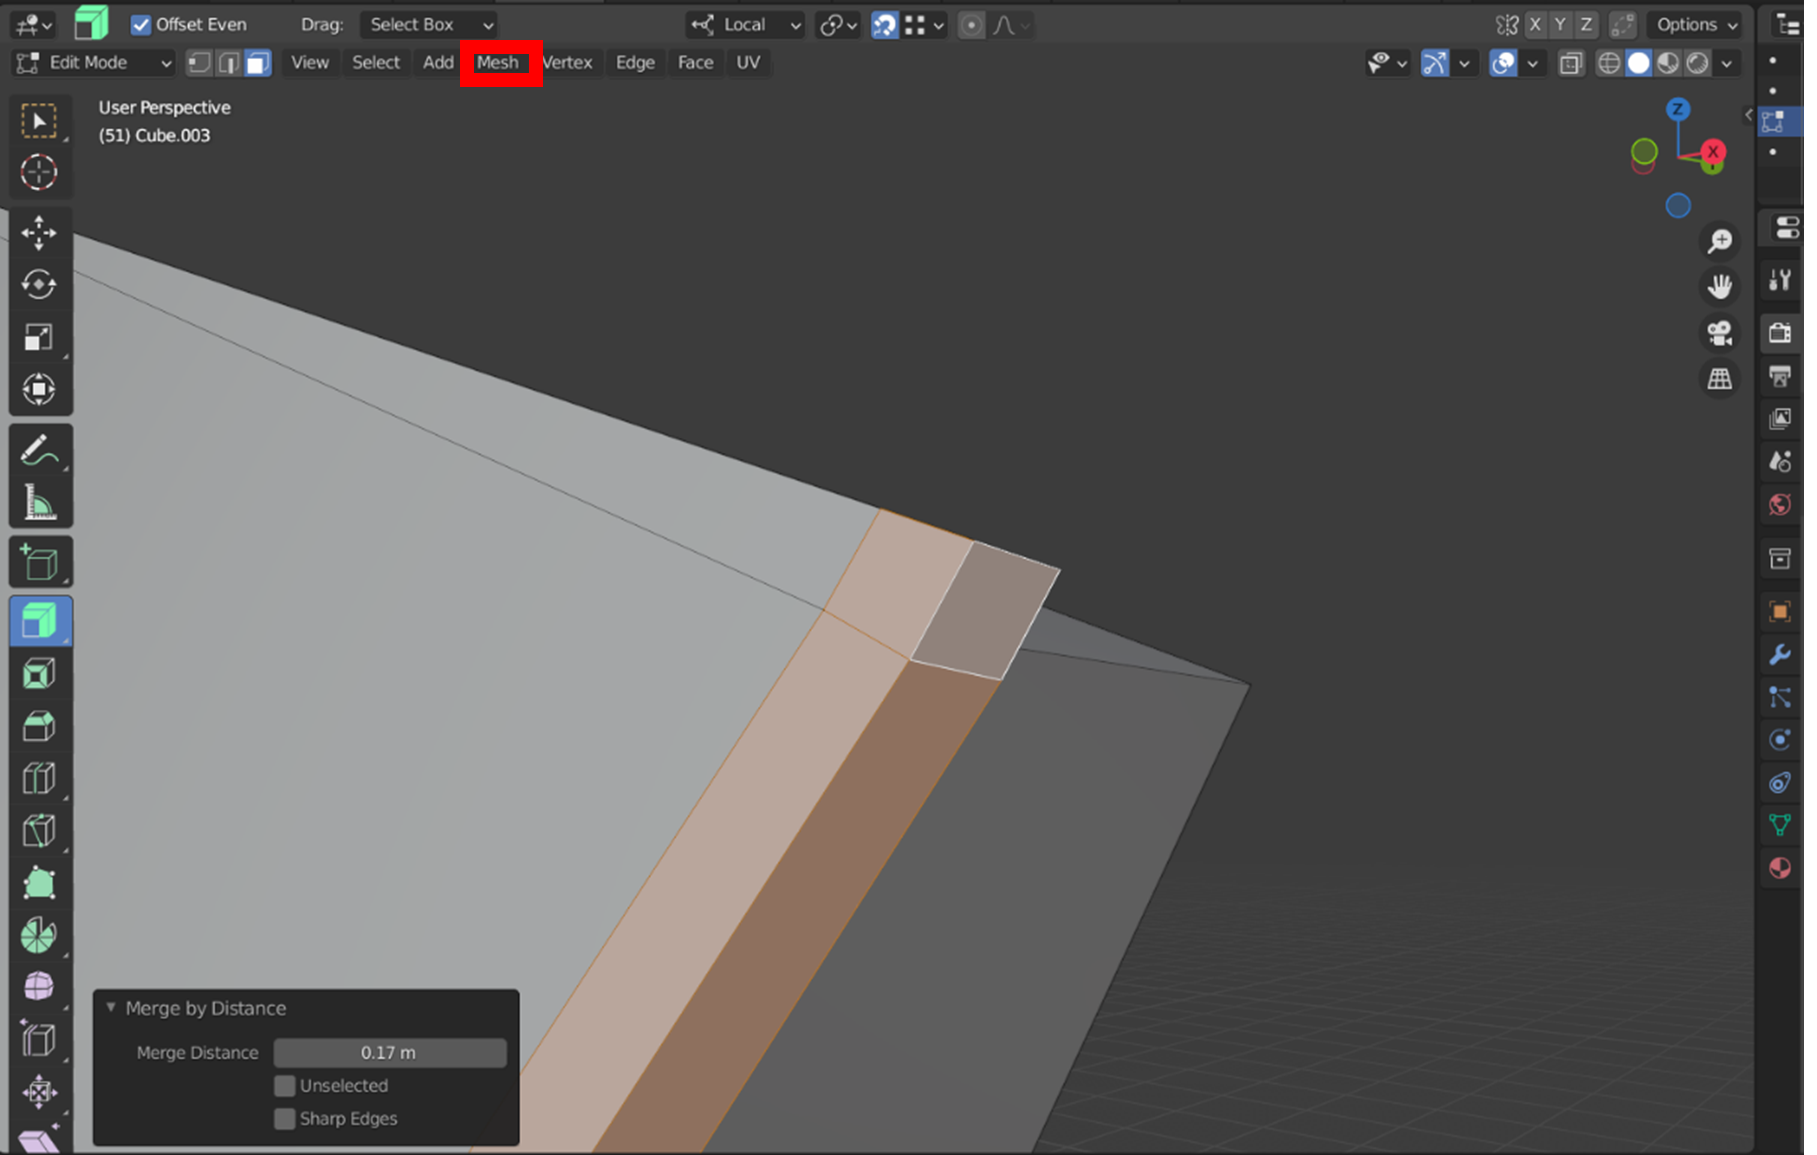 Offset Even Drag: Select Box Local X Y Z Options
Edit Mode View Select Add Mesh Vertex Edge Face UV
User Perspective
(51) Cube.003
Z
X
Merge by Distance
Merge Distance 0.17 m
Unselected
Sharp Edges